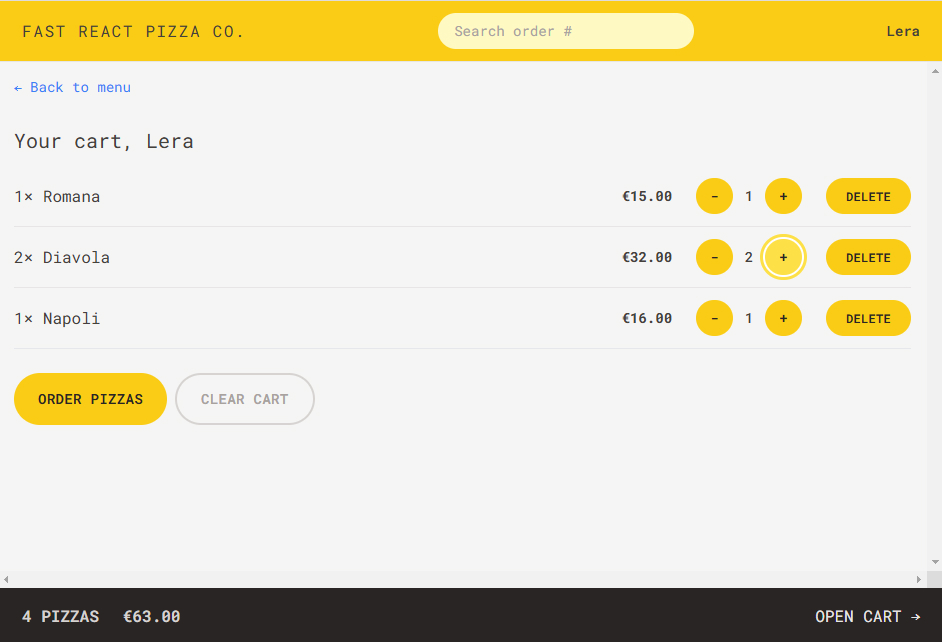 FAST REACT PIZZA CO. Search order # Lera
← Back to menu
Your cart, Lera
1× Romana €15.00 - 1 + DELETE
2× Diavola €32.00 - 2 + DELETE
1× Napoli €16.00 - 1 + DELETE
ORDER PIZZAS CLEAR CART
4 PIZZAS €63.00 OPEN CART →